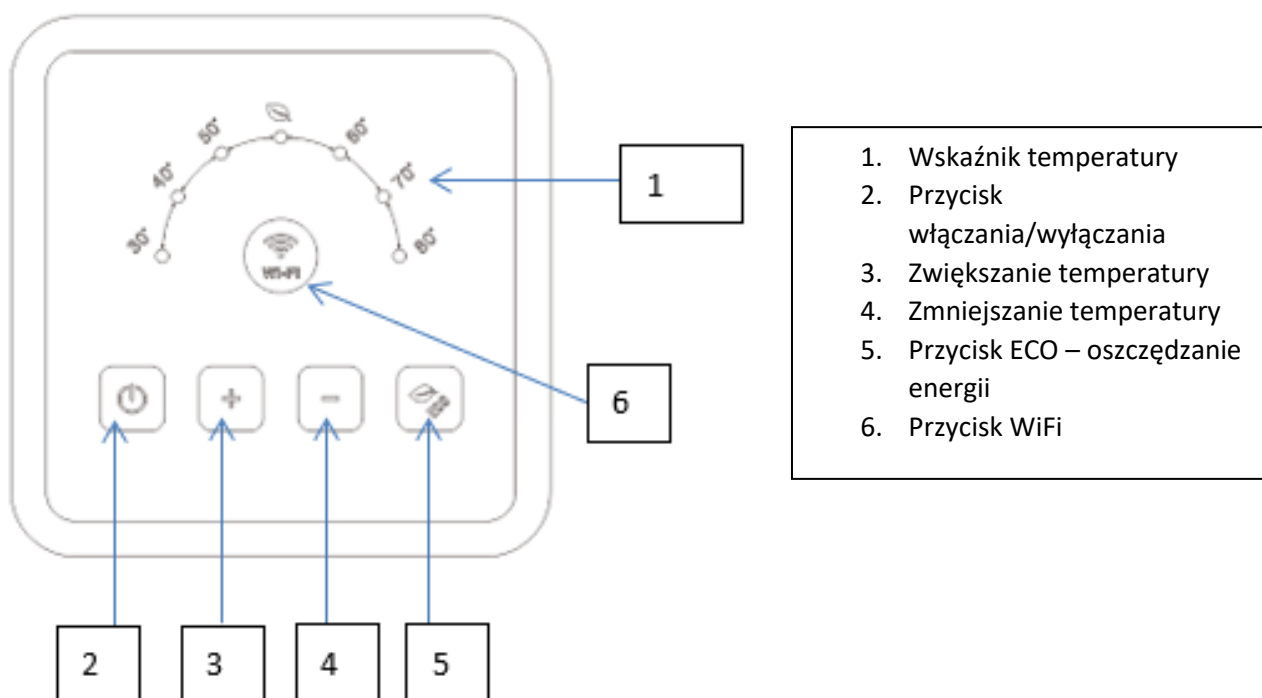 50°
60°
40°
70°
30°
80°
Wi-Fi
1
6
2
3
4
5
1. Wskaźnik temperatury
2. Przycisk
włączania/wyłączania
3. Zwiększanie temperatury
4. Zmniejszanie temperatury
5. Przycisk ECO – oszczędzanie
energii
6. Przycisk WiFi